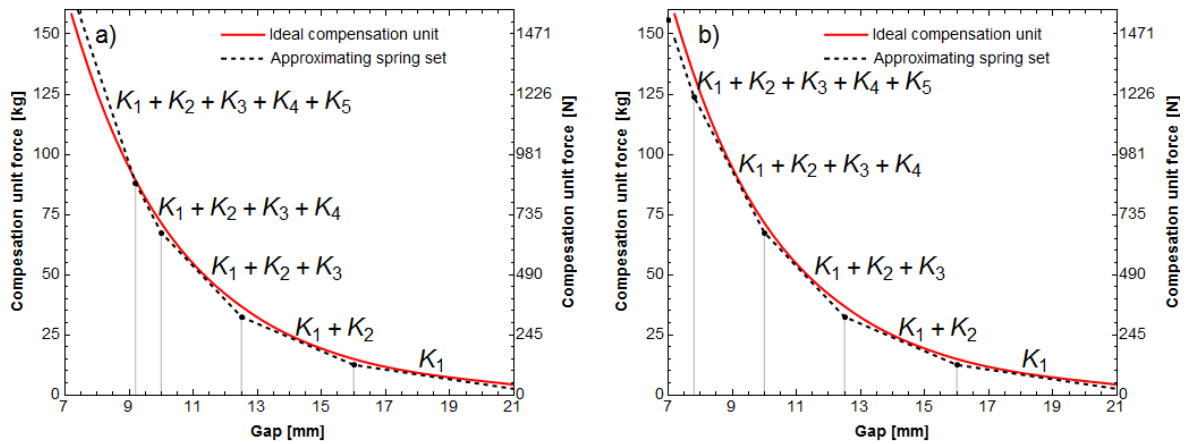 a)
Ideal compensation unit
Approximating spring set
K1 + K2 + K3 + K4 + K5
K1 + K2 + K3 + K4
K1 + K2 + K3
K1 + K2
K1
150
125
100
75
50
25
0
1471
1226
981
735
490
245
0
7 9 11 13 15 17 19 21
Compesation unit force [kg]
Compesation unit force [N]
Gap [mm]
b)
Ideal compensation unit
Approximating spring set
K1 + K2 + K3 + K4 + K5
K1 + K2 + K3 + K4
K1 + K2 + K3
K1 + K2
K1
150
125
100
75
50
25
0
1471
1226
981
735
490
245
0
7 9 11 13 15 17 19 21
Compesation unit force [kg]
Compesation unit force [N]
Gap [mm]